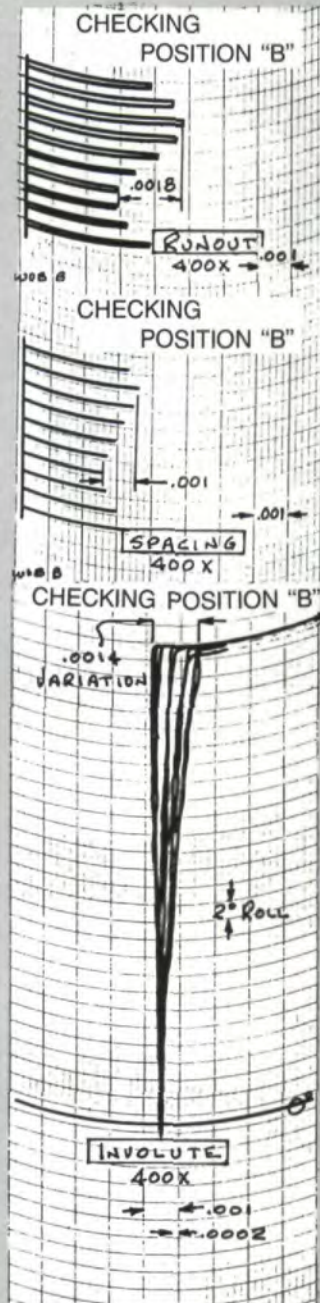 CHECKING
POSITION "B"
.0018
RUNOUT
400X
.001
WOB B
CHECKING
POSITION "B"
.001
.001
SPACING
400X
WOB B
CHECKING POSITION "B"
.0014
VARIATION
2° ROLL
0°
INVOLUTE
400X
.001
.0002